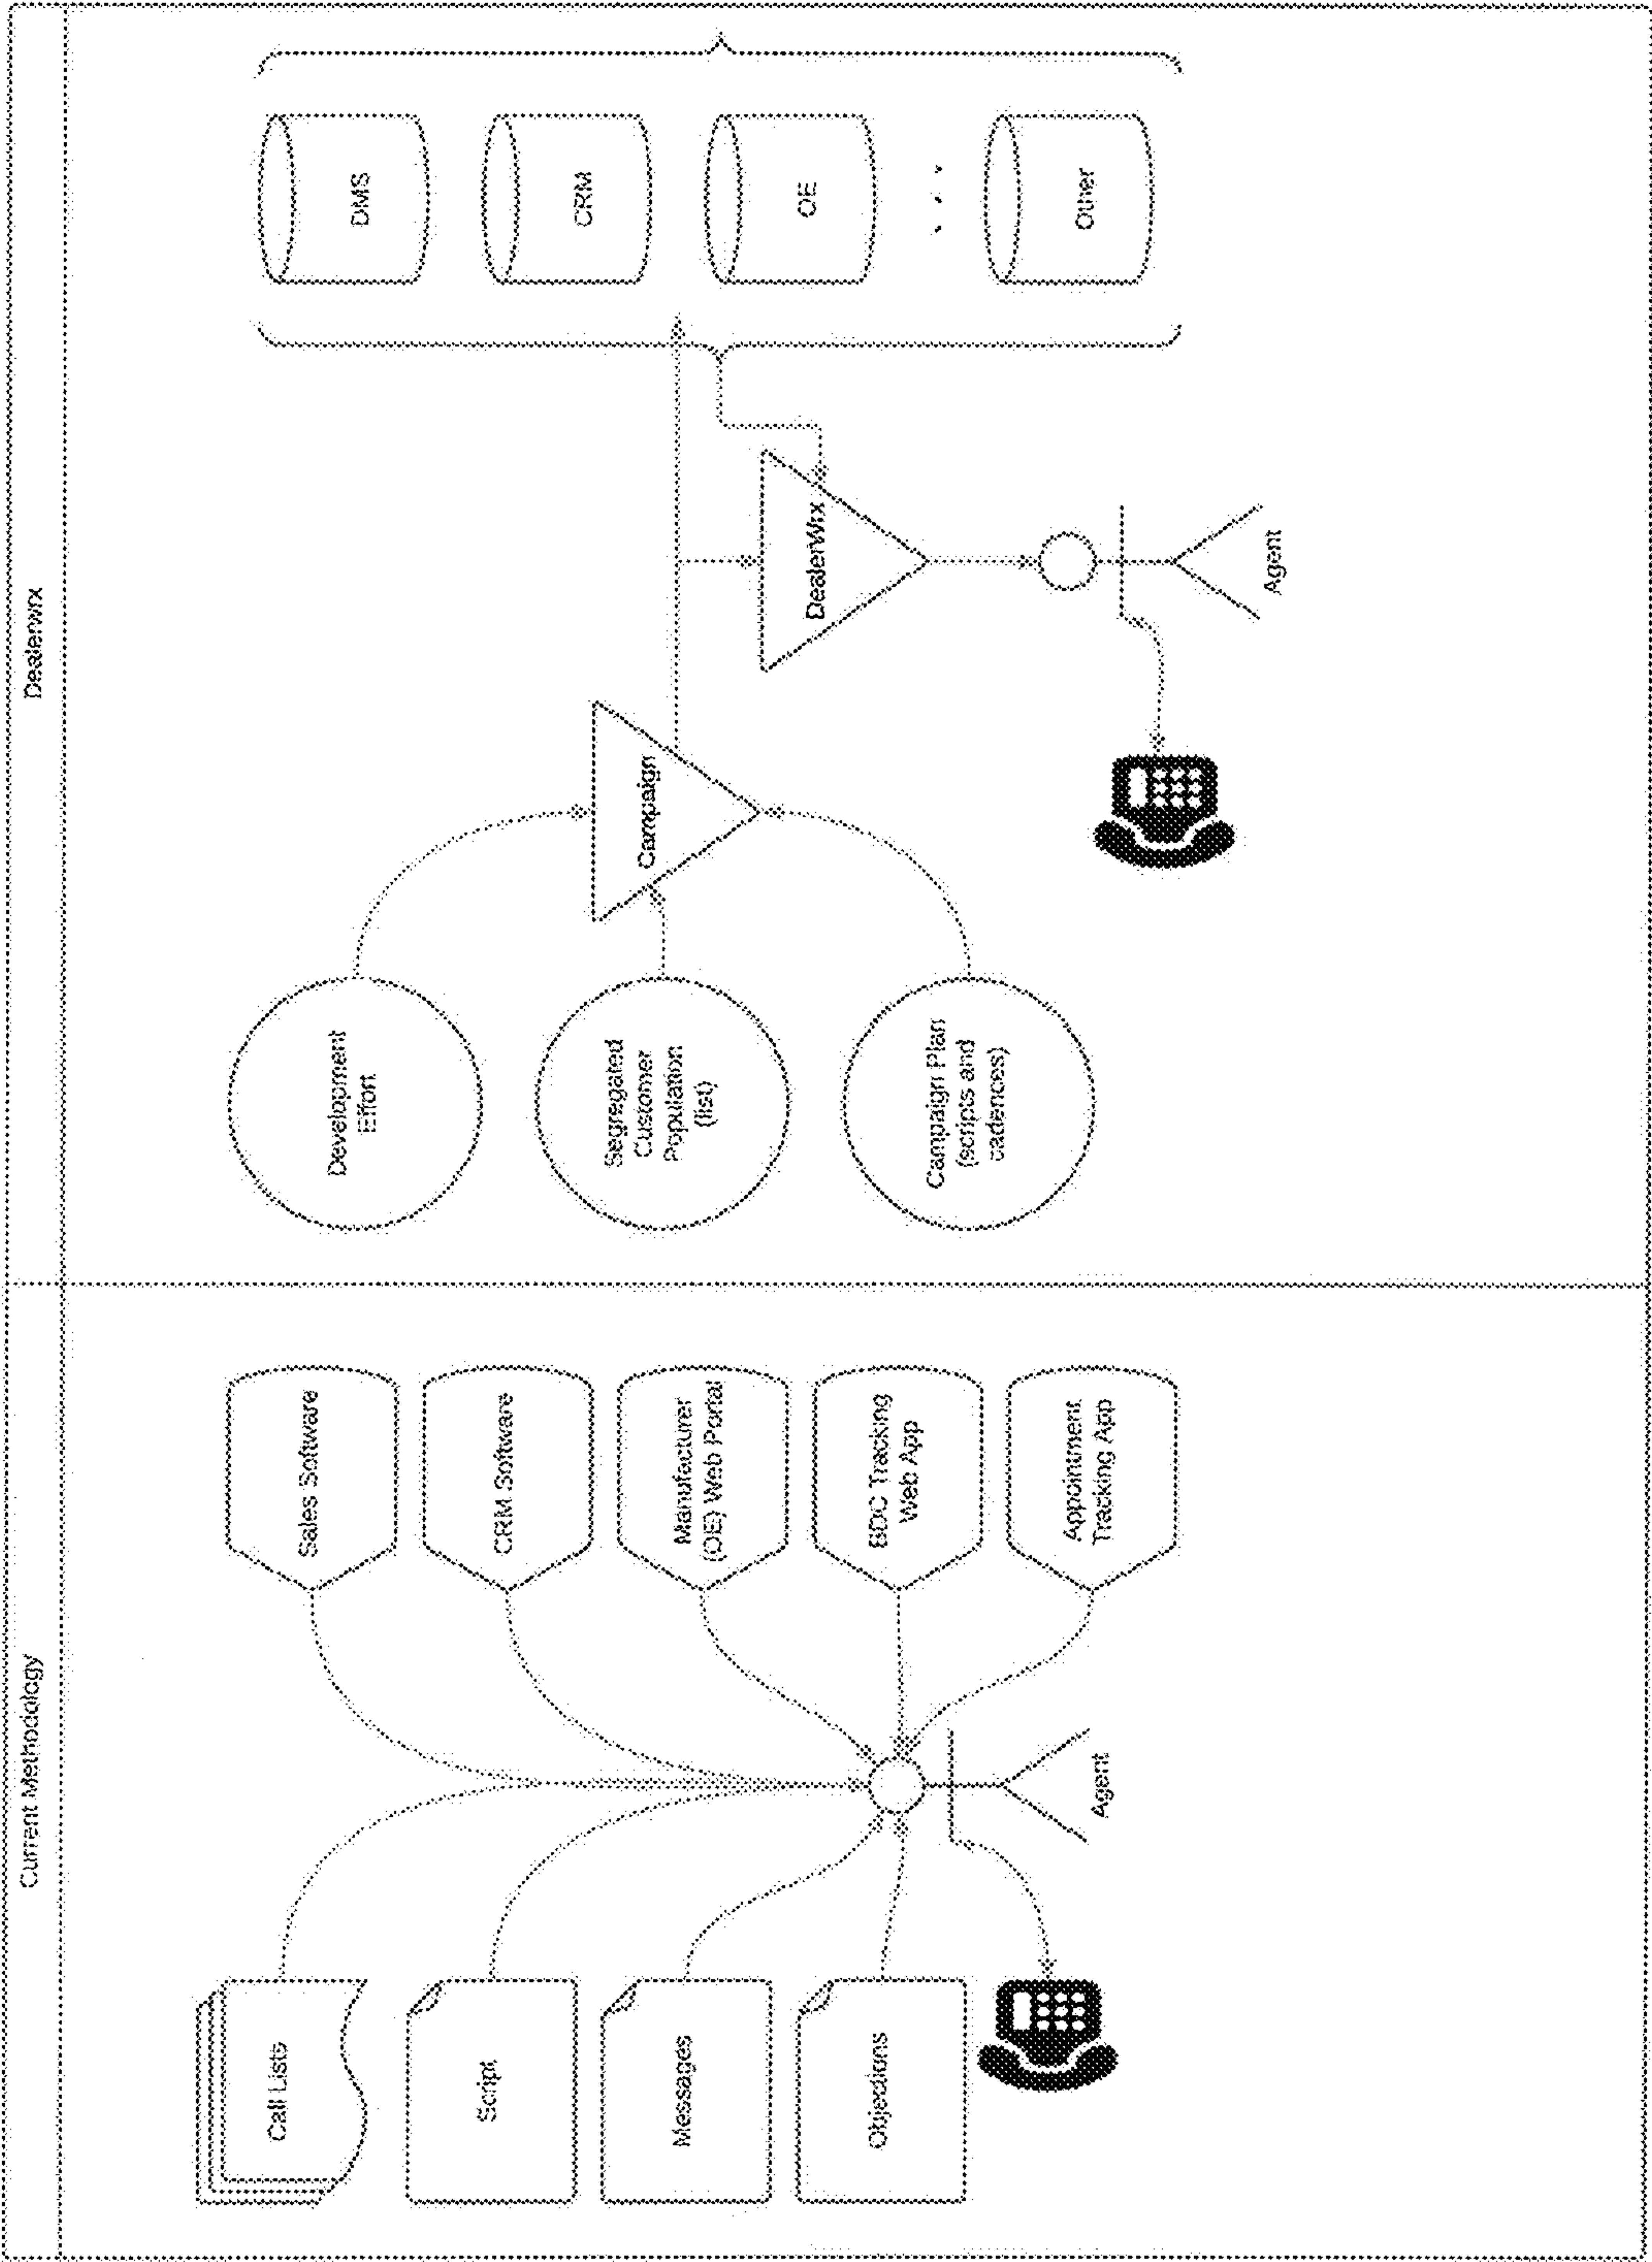 Current Methodology
Call Lists
Script
Messages
Objections
Sales Software
CRM Software
Manufacturer
(OE) Web Portal
BDC Tracking
Web App
Appointment
Tracking App
Agent
Dealerwrx
Development
Effort
Segregated
Customer
Population
(list)
Campaign Plan
(scripts and
cadences)
Campaign
DealerWrx
Agent
DMS
CRM
OE
. . .
Other